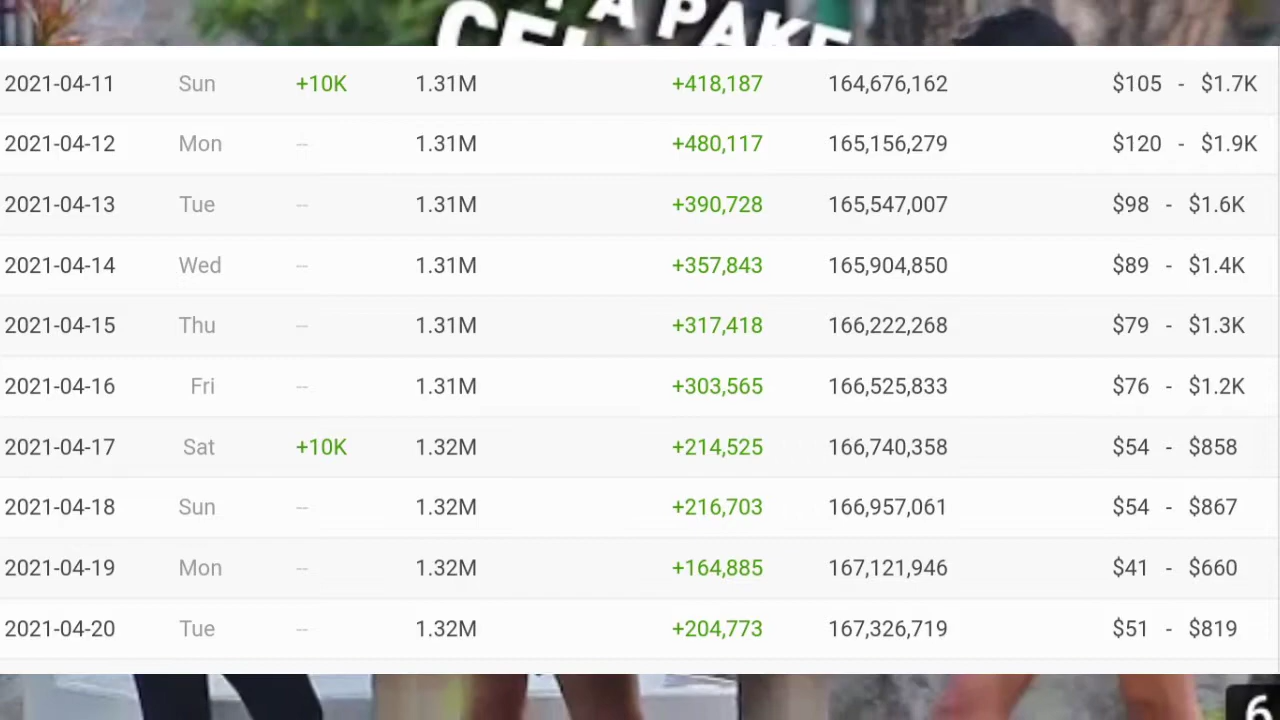 PA PAKE
2021-04-11 Sun +10K 1.31M +418,187 164,676,162 $105 - $1.7K
2021-04-12 Mon -- 1.31M +480,117 165,156,279 $120 - $1.9K
2021-04-13 Tue -- 1.31M +390,728 165,547,007 $98 - $1.6K
2021-04-14 Wed -- 1.31M +357,843 165,904,850 $89 - $1.4K
2021-04-15 Thu -- 1.31M +317,418 166,222,268 $79 - $1.3K
2021-04-16 Fri -- 1.31M +303,565 166,525,833 $76 - $1.2K
2021-04-17 Sat +10K 1.32M +214,525 166,740,358 $54 - $858
2021-04-18 Sun -- 1.32M +216,703 166,957,061 $54 - $867
2021-04-19 Mon -- 1.32M +164,885 167,121,946 $41 - $660
2021-04-20 Tue -- 1.32M +204,773 167,326,719 $51 - $819
6